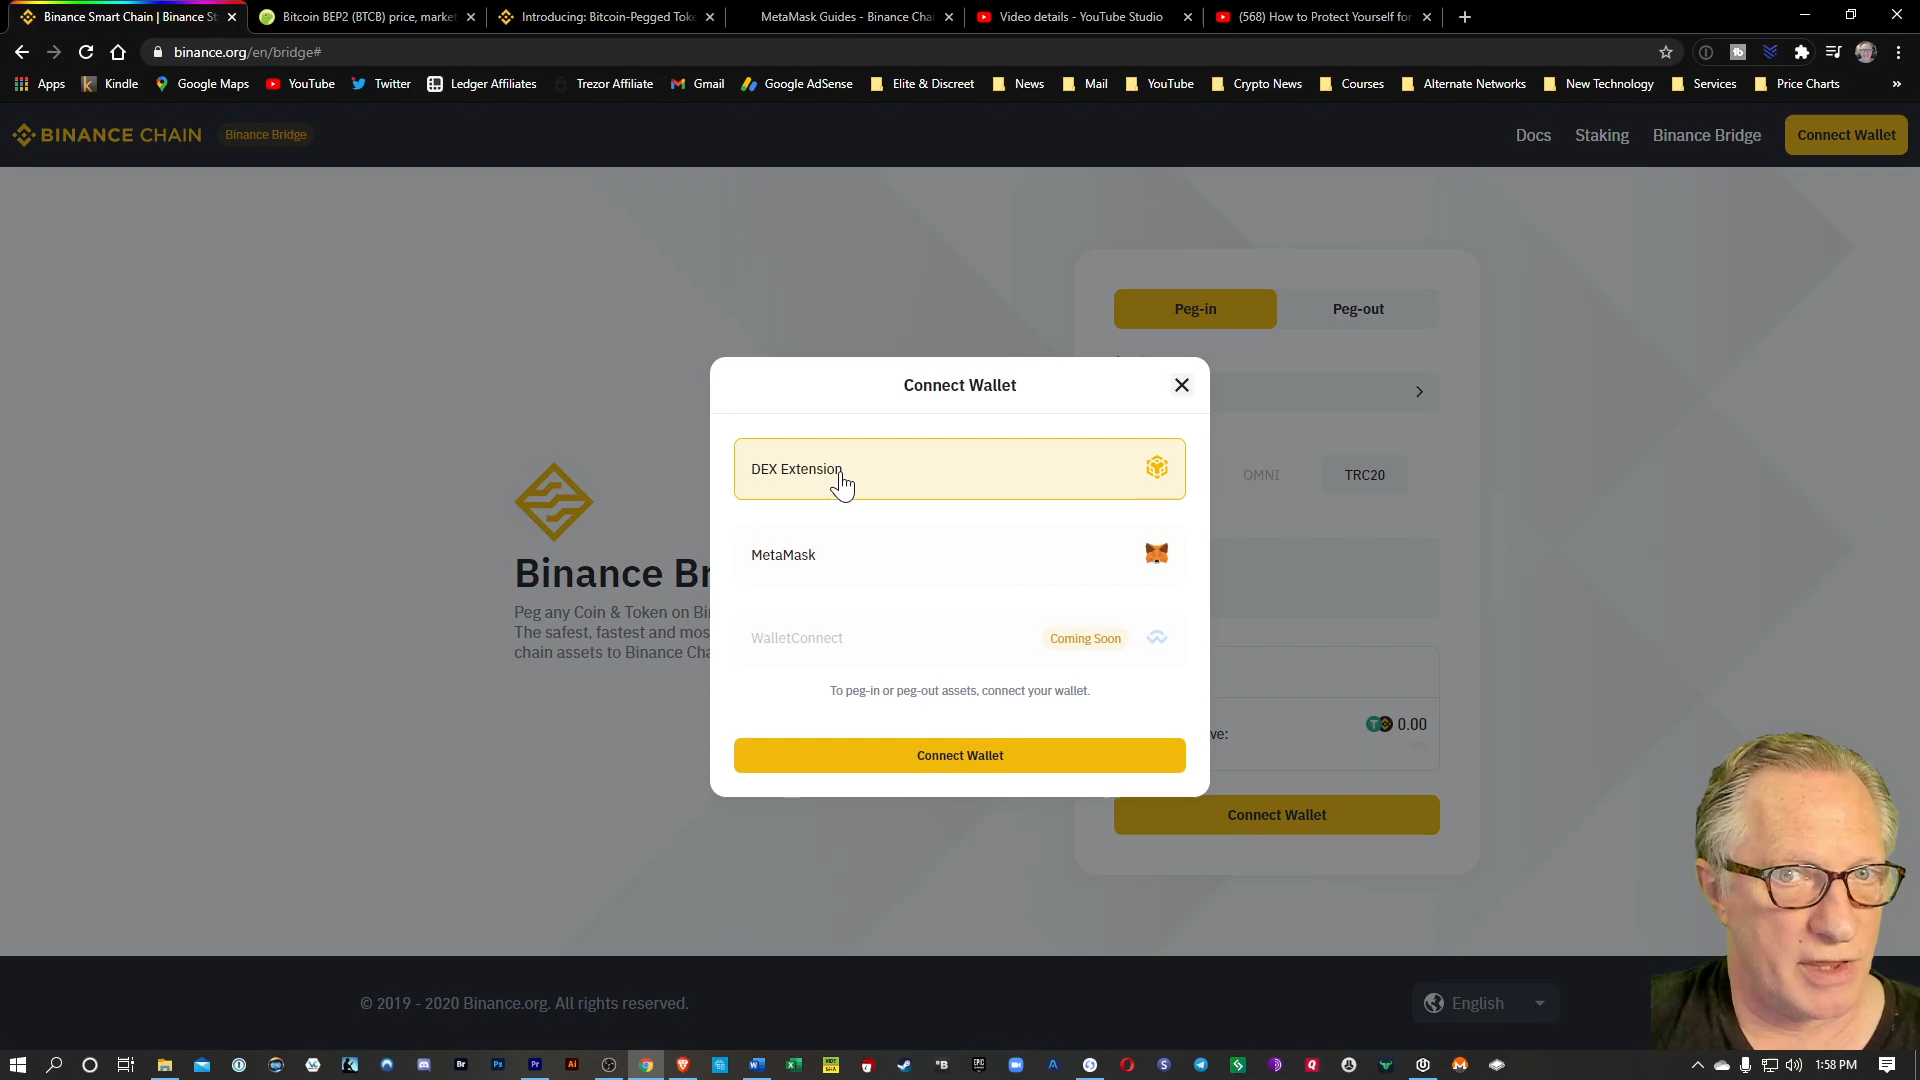 Binance Smart Chain | Binance St
Bitcoin BEP2 (BTCB) price, market
Introducing: Bitcoin-Pegged Toke
MetaMask Guides - Binance Chai
Video details - YouTube Studio
(568) How to Protect Yourself for
binance.org/en/bridge#
Apps
Kindle
Google Maps
YouTube
Twitter
Ledger Affiliates
Trezor Affiliate
Gmail
Google AdSense
Elite & Discreet
News
Mail
YouTube
Crypto News
Courses
Alternate Networks
New Technology
Services
Price Charts
»
BINANCE CHAIN
Binance Bridge
Docs
Staking
Binance Bridge
Connect Wallet
Peg-in
Peg-out
Connect Wallet
DEX Extension
OMNI
TRC20
MetaMask
Binance Br
Peg any Coin & Token on Bi
The safest, fastest and mos
chain assets to Binance Cha
WalletConnect
Coming Soon
To peg-in or peg-outassets, connect your wallet.
ve:
0.00
Connect Wallet
Connect Wallet
© 2019 - 2020 Binance.org. All rights reserved.
English
1:58 PM